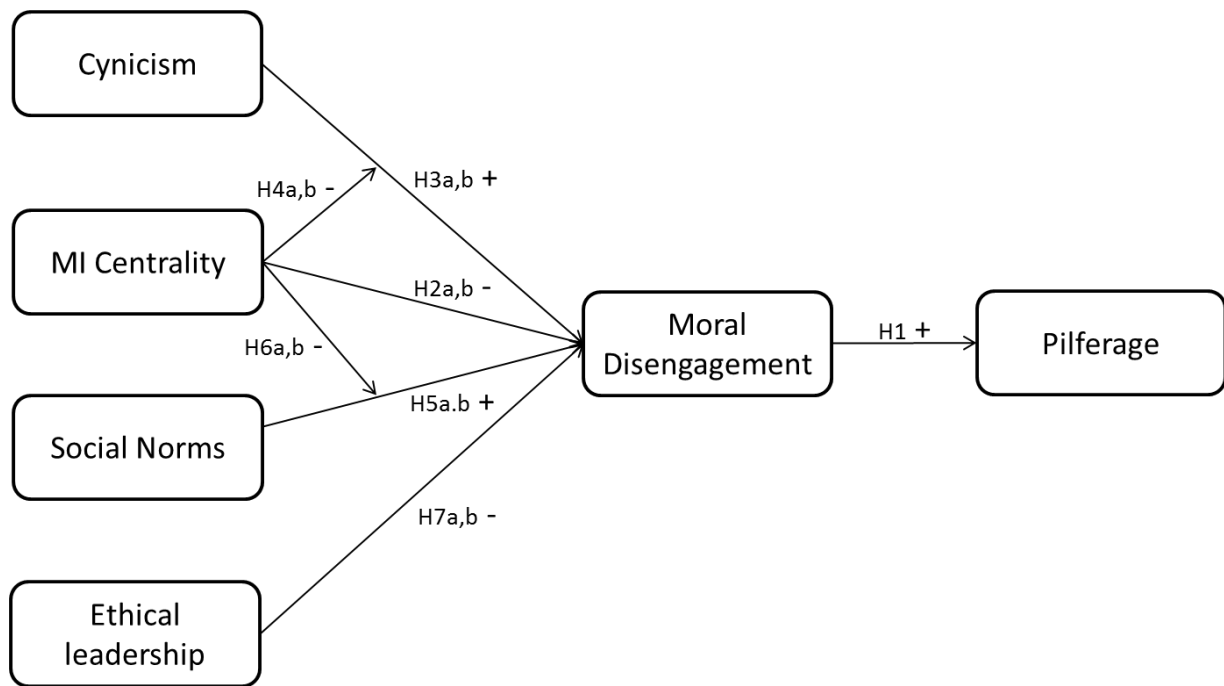 Cynicism
H4a,b -
H3a,b +
MI Centrality
H2a,b -
H6a,b -
Moral
Disengagement
H1 +
Pilferage
Social Norms
H5a.b +
H7a,b -
Ethical
leadership